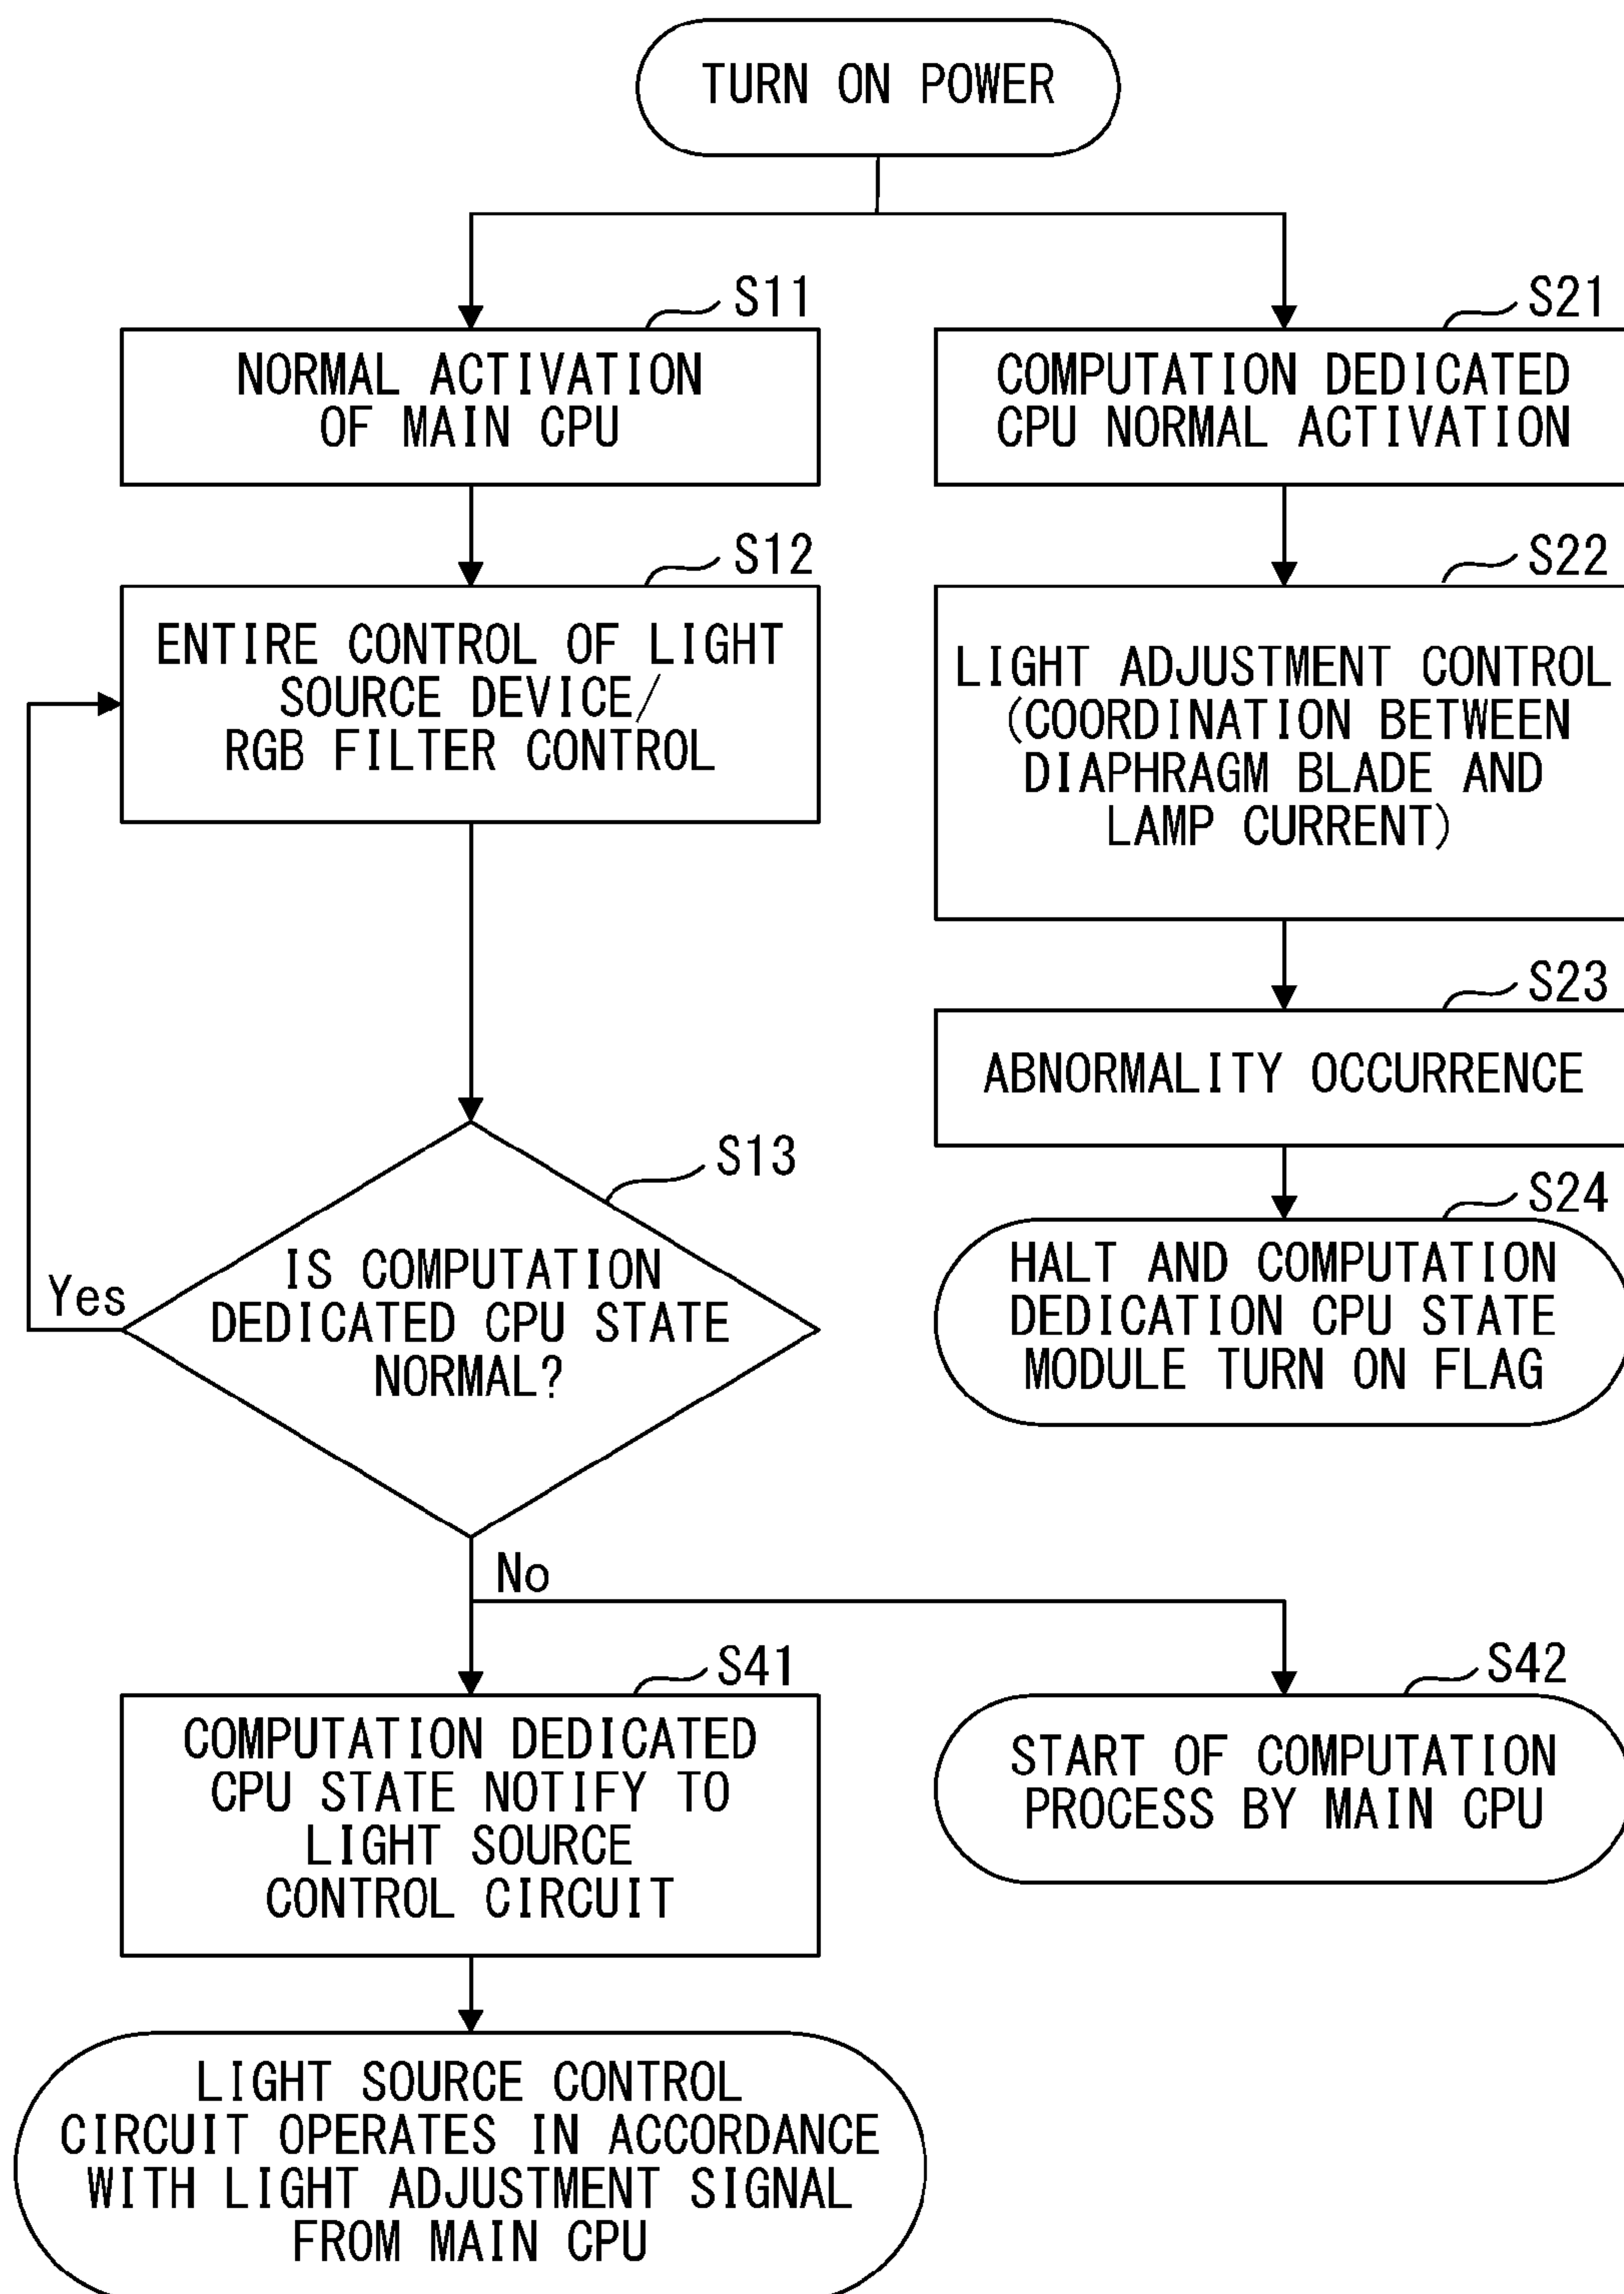 TURN ON POWER
S11
NORMAL ACTIVATION
OF MAIN CPU
S21
COMPUTATION DEDICATED
CPU NORMAL ACTIVATION
S12
ENTIRE CONTROL OF LIGHT
SOURCE DEVICE/
RGB FILTER CONTROL
S22
LIGHT ADJUSTMENT CONTROL
(COORDINATION BETWEEN
DIAPHRAGM BLADE AND
LAMP CURRENT)
S23
ABNORMALITY OCCURRENCE
S13
IS COMPUTATION
DEDICATED CPU STATE
NORMAL?
Yes
No
S24
HALT AND COMPUTATION
DEDICATION CPU STATE
MODULE TURN ON FLAG
S41
COMPUTATION DEDICATED
CPU STATE NOTIFY TO
LIGHT SOURCE
CONTROL CIRCUIT
S42
START OF COMPUTATION
PROCESS BY MAIN CPU
LIGHT SOURCE CONTROL
CIRCUIT OPERATES IN ACCORDANCE
WITH LIGHT ADJUSTMENT SIGNAL
FROM MAIN CPU